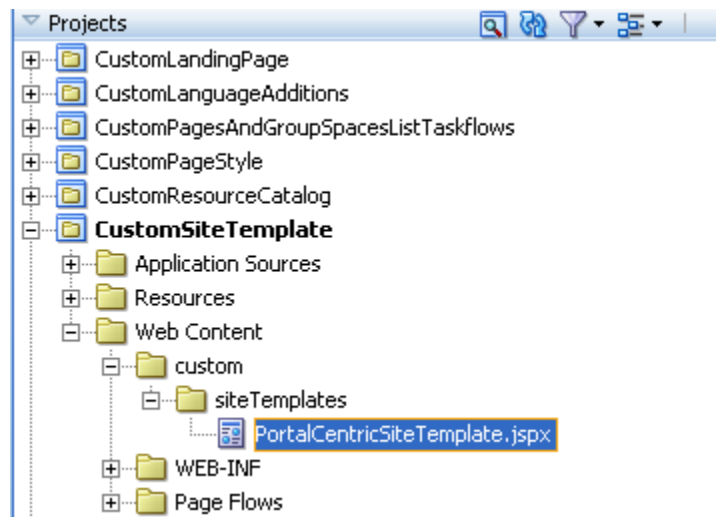 Projects
CustomLandingPage
CustomLanguageAdditions
CustomPagesAndGroupSpacesListTaskflows
CustomPageStyle
CustomResourceCatalog
CustomSiteTemplate
Application Sources
Resources
Web Content
custom
siteTemplates
PortalCentricSiteTemplate.jspx
WEB-INF
Page Flows